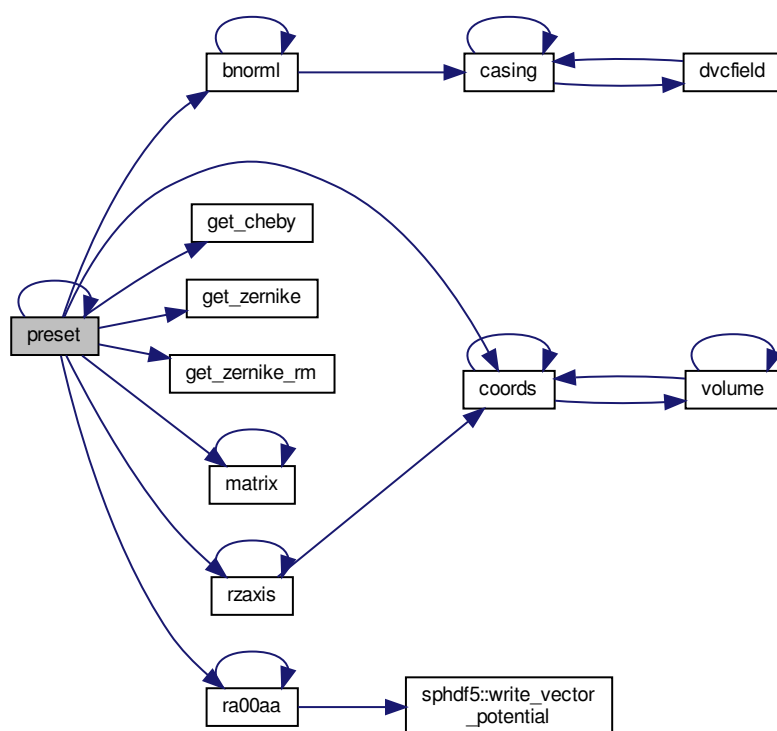 bnorml
casing
dvcfield
get_cheby
get_zernike
preset
get_zernike_rm
coords
volume
matrix
rzaxis
ra00aa
sphdf5::write_vector
_potential